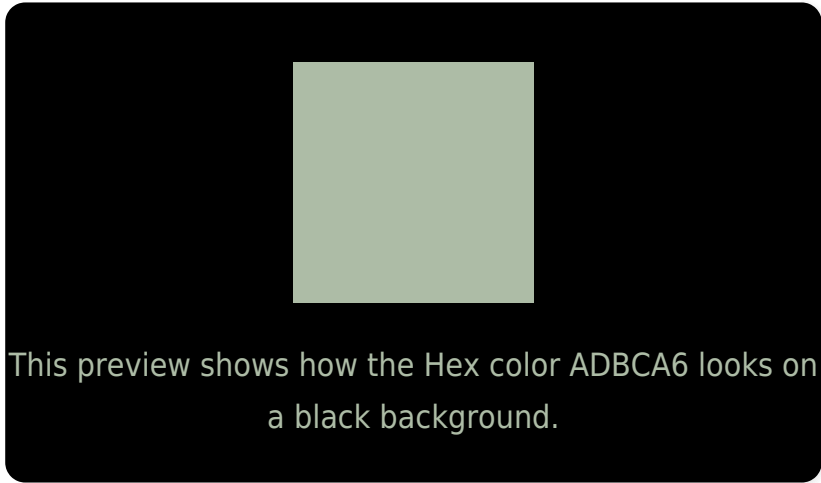 This preview shows how the Hex color ADBCA6 looks on
a black background.